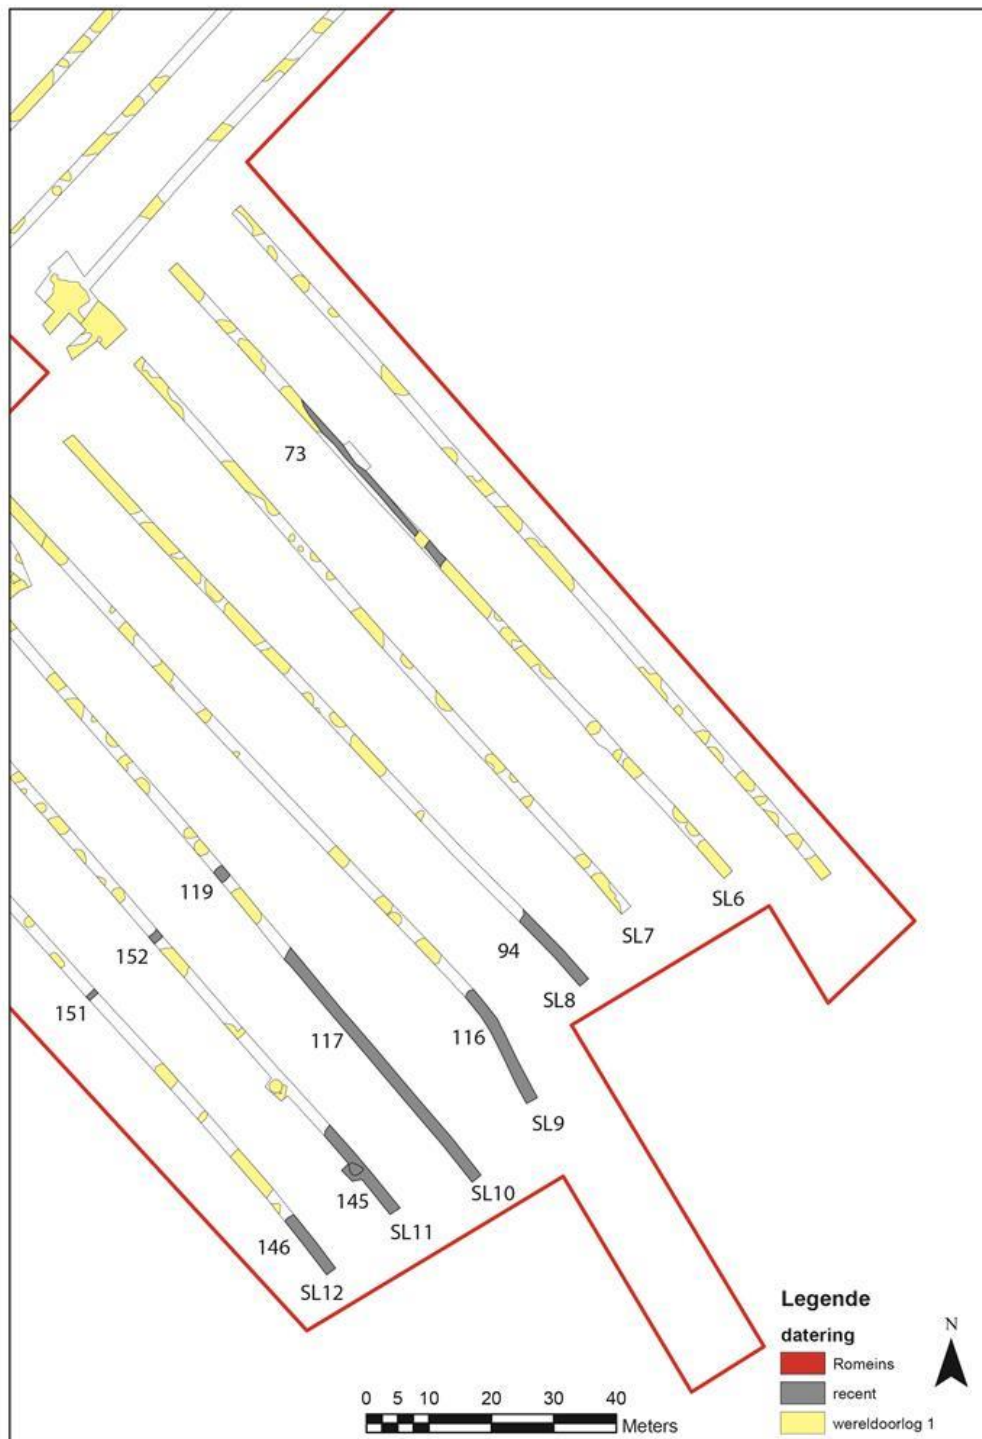 73
119
152
151
94
SL6
SL7
SL8
117
116
SL9
145
SL10
SL11
146
SL12
Legende
datering
Romeins
recent
wereldoorlog 1
N
0 5 10 20 30 40
Meters